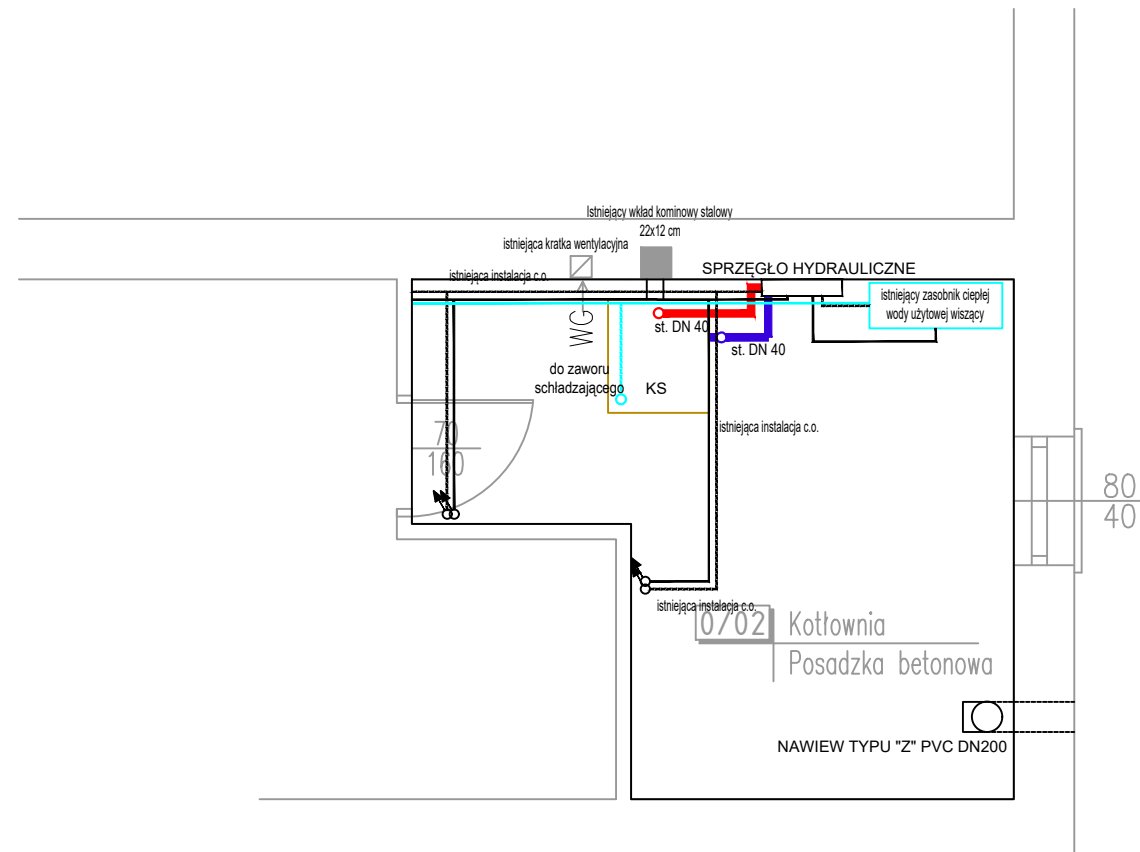 Istniejący wkład kominowy stalowy
22x12 cm
istniejąca kratka wentylacyjna
istniejąca instalacja c.o.
SPRZĘGŁO HYDRAULICZNE
istniejący zasobnik ciepłej
wody użytowej wiszący
WG
st. DN 40
st. DN 40
do zaworu
schładzającego
KS
istniejąca instalacja c.o.
70
160
80
40
istniejąca instalacja c.o.
0/02
Kotłownia
Posadzka betonowa
NAWIEW TYPU "Z" PVC DN200